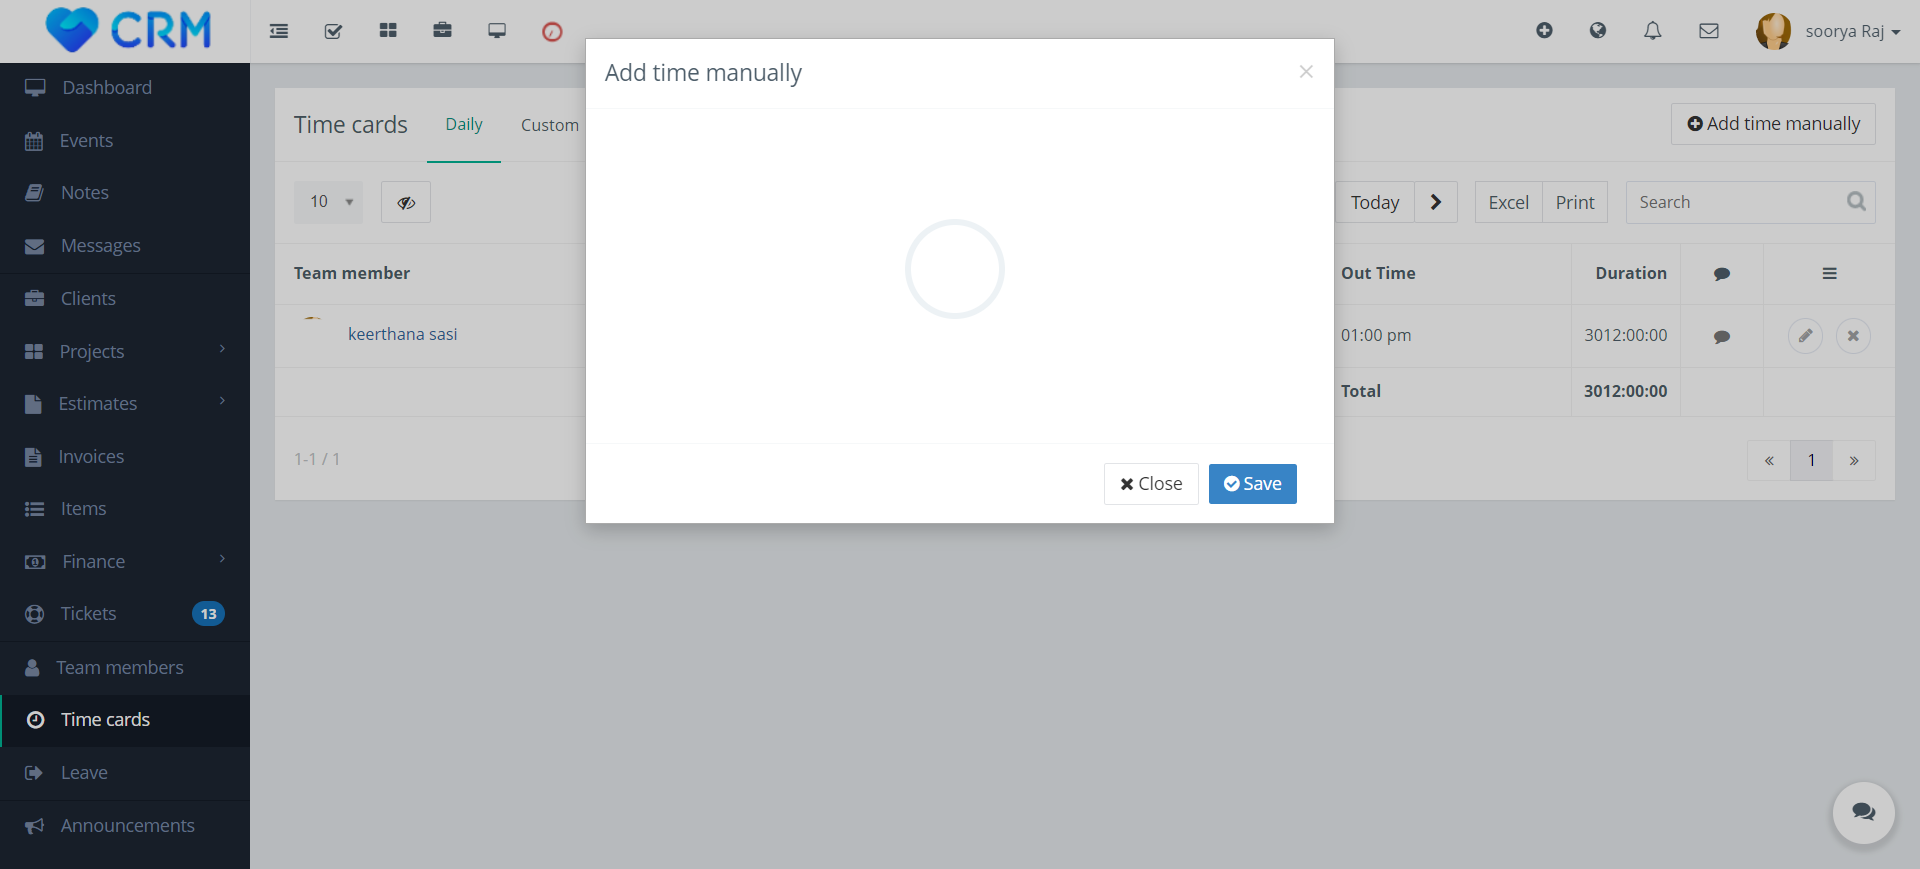 CRM
soorya Raj
Dashboard
Events
Notes
Messages
Clients
Projects
Estimates
Invoices
Items
Finance
Tickets 13
Team members
Time cards
Leave
Announcements
Time cards Daily Custom
Add time manually
10
Today Excel Print Search
Team member Out Time Duration
keerthana sasi 01:00 pm 3012:00:00
Total 3012:00:00
1-1 / 1
« 1 »
Add time manually ×
Close Save